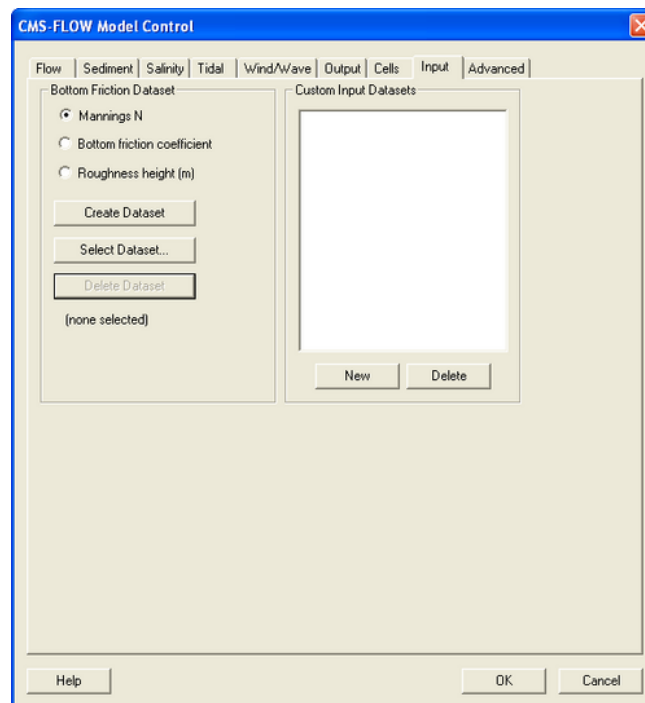 CMS-FLOW Model Control
Flow Sediment Salinity Tidal Wind/Wave Output Cells Input Advanced
Bottom Friction Dataset
Mannings N
Bottom friction coefficient
Roughness height (m)
Create Dataset
Select Dataset...
Delete Dataset
(none selected)
Custom Input Datasets
New Delete
Help OK Cancel